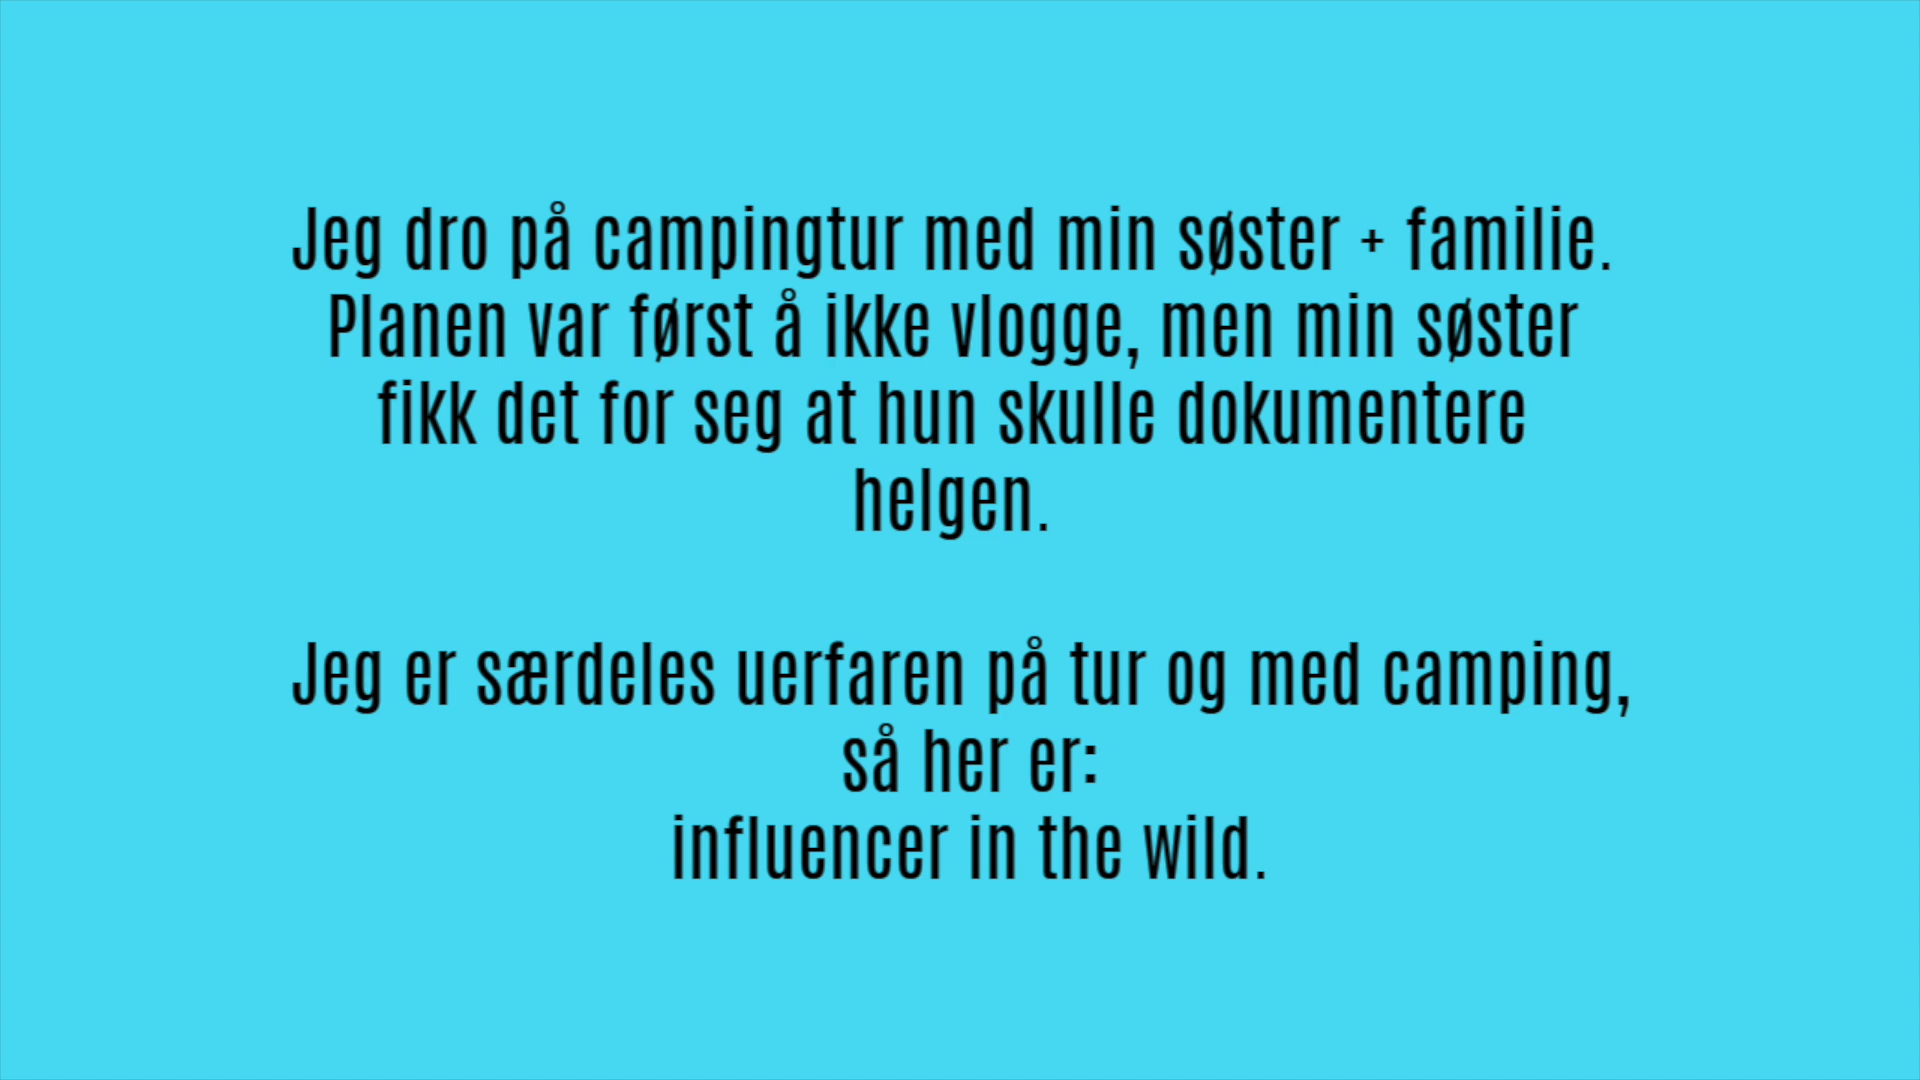 Jeg dro på campingtur med min søster + familie.
Planen var først å ikke vlogge, men min søster
fikk det for seg at hun skulle dokumentere
helgen.
Jeg er særdeles uerfaren på tur og med camping,
så her er:
influencer in the wild.